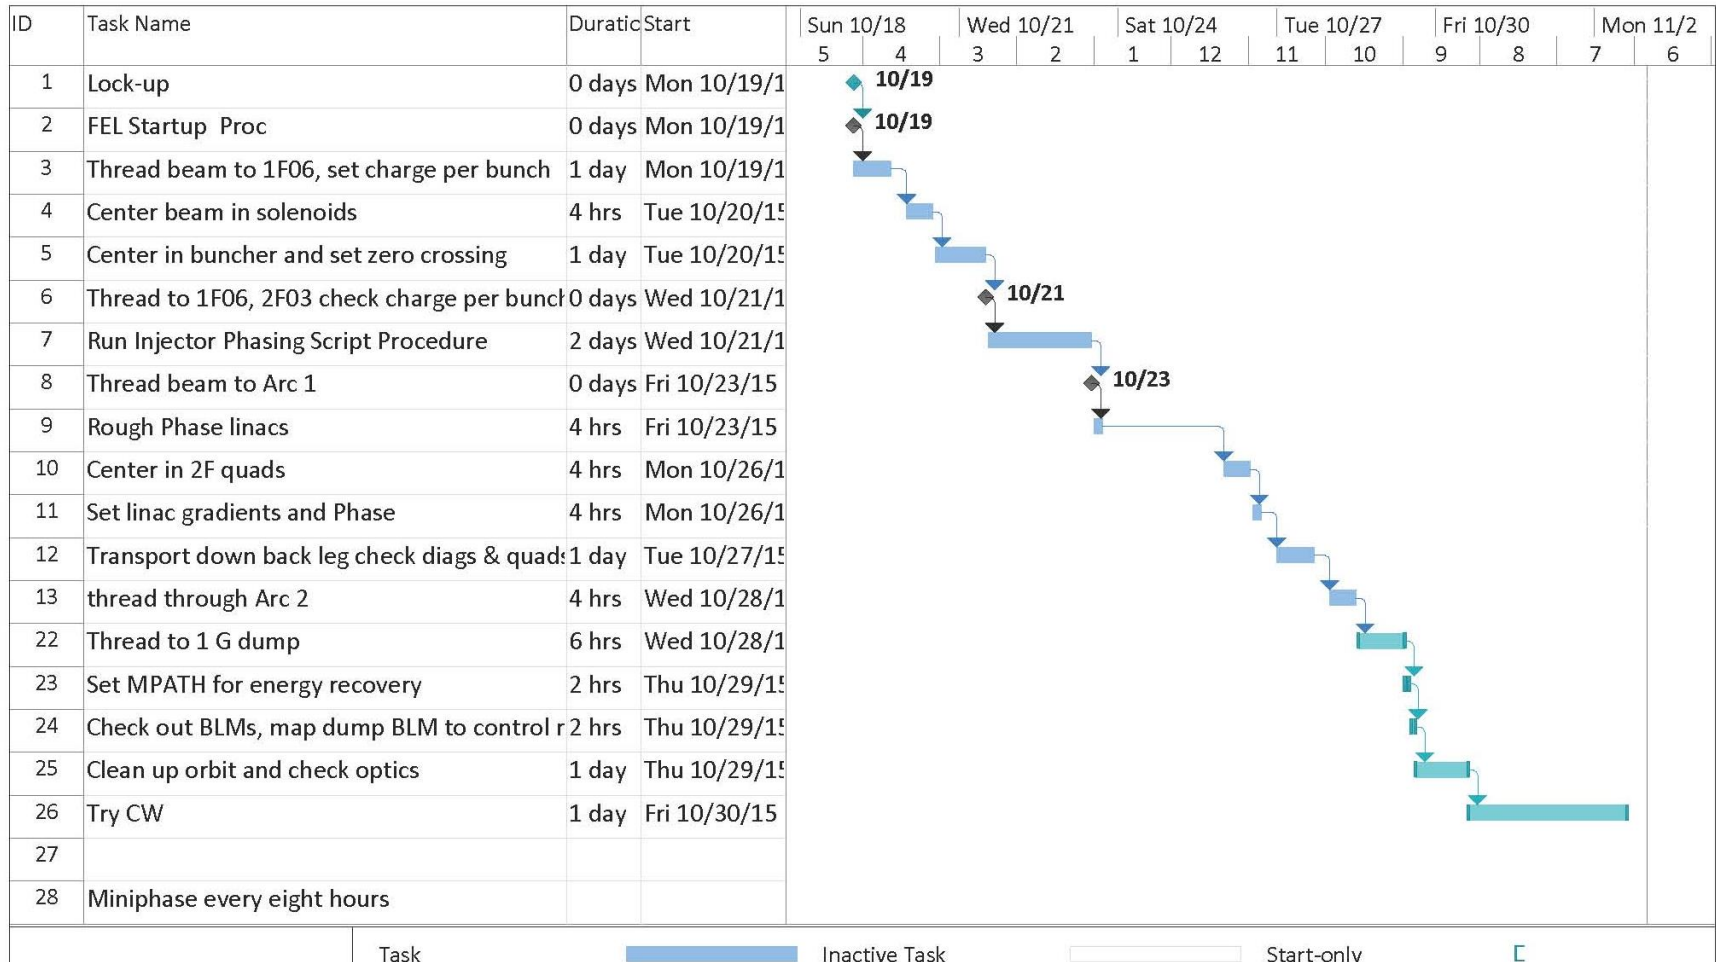 ID Task Name Duratic Start Sun 10/18 Wed 10/21 Sat 10/24 Tue 10/27 Fri 10/30 Mon 11/2
5 4 3 2 1 12 11 10 9 8 7 6
1 Lock-up 0 days Mon 10/19/1 10/19
2 FEL Startup Proc 0 days Mon 10/19/1 10/19
3 Thread beam to 1F06, set charge per bunch 1 day Mon 10/19/1
4 Center beam in solenoids 4 hrs Tue 10/20/15
5 Center in buncher and set zero crossing 1 day Tue 10/20/15
6 Thread to 1F06, 2F03 check charge per bunch 0 days Wed 10/21/1 10/21
7 Run Injector Phasing Script Procedure 2 days Wed 10/21/1
8 Thread beam to Arc 1 0 days Fri 10/23/15 10/23
9 Rough Phase linacs 4 hrs Fri 10/23/15
10 Center in 2F quads 4 hrs Mon 10/26/1
11 Set linac gradients and Phase 4 hrs Mon 10/26/1
12 Transport down back leg check diags & quads 1 day Tue 10/27/15
13 thread through Arc 2 4 hrs Wed 10/28/1
22 Thread to 1 G dump 6 hrs Wed 10/28/1
23 Set MPATH for energy recovery 2 hrs Thu 10/29/15
24 Check out BLMs, map dump BLM to control r 2 hrs Thu 10/29/15
25 Clean up orbit and check optics 1 day Thu 10/29/15
26 Try CW 1 day Fri 10/30/15
27
28 Miniphase every eight hours
Task Inactive Task Start-only